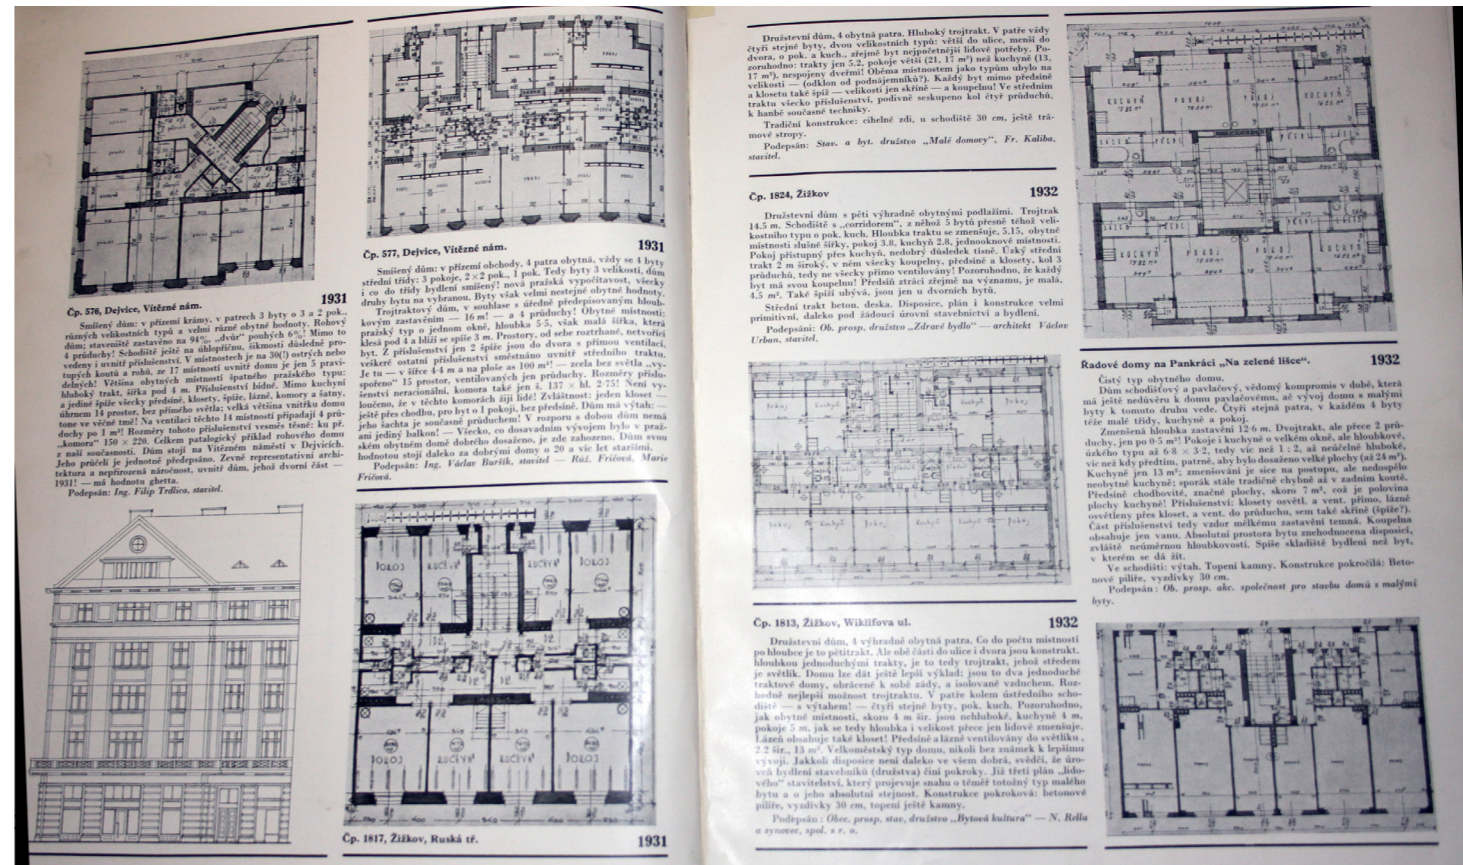 Čp. 576, Dejvice, Vítězné nám. 1931
Smíšený dům: v přízemí krámy, v patrech 3 byty o 3 a 2 pok.,
různých velikostních typů a velmi různé obytné hodnoty. Rohový
dům; staveniště zastavěno na 94%, „dvůr" pouhých 6%! Mimo to
4 průduchy! Schodiště ještě na úhlopříčnu, šikmosti důsledně pro-
vedeny i uvnitř příslušenství. V místnostech je na 30(!) ostrých nebo
tupých koutů a rohů, ze 17 místností uvnitř domu je jen 5 pravi-
delných! Většina obytných místností špatného pražského typu:
hluboký trakt, šířka pod 4 m. Příslušenství bídné. Mimo kuchyní
a jediné špíže všecky předsíně, klosety, špíže, lázně, komory a šatny,
úhrnem 14 prostor, bez přímého světla; velká většina vnitřku domu
tone ve věčné tmě! Na ventilaci těchto 14 místností připadají 4 prů-
duchy po 1 m²! Rozměry tohoto příslušenství vesměs těsné: ku př.
„komora" 150 × 220. Celkem patalogický příklad rohového domu
z naší současnosti. Dům stojí na Vítězném náměstí v Dejvicích.
Jeho průčelí je jednotně předepsáno. Zevně representativní archi-
tektura a nepřirozená náročnost, uvnitř dům, jehož dvorní část —
1931! — má hodnotu ghetta.
Podepsán: Ing. Filip Trdlica, stavitel.
Čp. 577, Dejvice, Vítězné nám. 1931
Smíšený dům: v přízemí obchody, 4 patra obytná, vždy se 4 byty
střední třídy: 3 pokoje, 2×2 pok., 1 pok. Tedy byty 3 velikostí, dům
i co do třídy bydlení smíšený! nová pražská vypočítavost, všecky
druhy bytu na vybranou. Byty však velmi nestejné obytné hodnoty.
Trojtraktový dům, v souhlase s úředně předepisovaným hloub-
kovým zastavěním — 16 m! — a 4 průduchy! Obytné místnosti:
pražský typ o jednom okně, hloubka 5·5, však malá šířka, která
klesá pod 4 a blíží se spíše 3 m. Prostory, od sebe roztrhané, netvořící
byt. Z příslušenství jen 2 špíže jsou do dvora s přímou ventilací,
veškeré ostatní příslušenství směstnáno uvnitř středního traktu.
Je tu — v šířce 4·4 m a na ploše as 100 m²! — zcela bez světla „vy-
spořeno" 15 prostor, ventilovaných jen průduchy. Rozměry příslu-
šenství neracionální, komora také jen š. 137 × hl. 2·75! Není vy-
loučeno, že v těchto komorách žijí lidé! Zvláštnost: jeden kloset —
ještě přes chodbu, pro byt o 1 pokoji, bez předsíně. Dům má výtah: —
ještě jeho šachta je současně průduchem! V rozporu s dobou dům nemá
ani jediný balkon! — Všecko, co dosavadním vývojem bylo v praž-
ském obytném domě dobrého dosaženo, je zde zahozeno. Dům svou
hodnotou stojí daleko za dobrými domy o 20 a víc let staršími.
Podepsán: Ing. Václav Buršík, stavitel — Růž. Fričová, Marie
Fričová.
POKOJ KUCHYŇ KUCHYŇ POKOJ
POKOJ KUCHYŇ KUCHYŇ POKOJ
Čp. 1817, Žižkov, Ruská tř. 1931
Družstevní dům, 4 obytná patra. Hluboký trojtrakt. V patře vždy
čtyři stejné byty, dvou velikostních typů: větší do ulice, menší do
dvora, o pok. a kuch., zřejmě byt nejpočetnější lidové potřeby. Po-
zoruhodno: trakty jen 5.2, pokoje větší (21, 17 m²) než kuchyně (13,
17 m²), nespojeny dveřmi! Oběma místnostem jako typům ubylo na
velikosti — (odklon od podnájemníků?). Každý byt mimo předsíně
a klosetu také špíž — velikosti jen skříně — a koupelnu! Ve středním
traktu všecko příslušenství, podivně seskupeno kol čtyř průduchů,
k hanbě současné techniky.
Tradiční konstrukce: cihelné zdi, u schodiště 30 cm, ještě trá-
mové stropy.
Podepsán: Stav. a byt. družstvo „Malé domovy", Fr. Kaliba,
stavitel.
Čp. 1824, Žižkov 1932
Družstevní dům s pěti výhradně obytnými podlažími. Trojtrak
14.5 m. Schodiště s „corridorem", z něhož 5 bytů přesně téhož veli-
kostního typu o pok. kuch. Hloubka traktu se zmenšuje, 5.15, obytné
místnosti slušné šířky, pokoj 3.8, kuchyň 2.8, jednooknové místnosti.
Pokoj přístupný přes kuchyň, nedobrý důsledek tísně. Úzký střední
trakt 2 m široký, v něm všecky koupelny, předsíně a klosety, kol 3
průduchů, tedy ne všecky přímo ventilovány! Pozoruhodno, že každý
byt má svou koupelnu! Předsíň ztrácí zřejmě na významu, je malá,
4.5 m². Také špíží ubývá, jsou jen u dvorních bytů.
Střední trakt beton. deska. Disposice, plán i konstrukce velmi
primitivní, daleko pod žádoucí úrovní stavebnictví a bydlení.
Podepsáni: Ob. prosp. družstvo „Zdravé bydlo" — architekt Václav
Urban, stavitel.
Pokoj Kuchyň Kuchyň Pokoj
Čp. 1813, Žižkov, Wiklifova ul. 1932
Družstevní dům, 4 výhradně obytná patra. Co do počtu místností
po hloubce je to pětitrakt. Ale obě části do ulice i dvora jsou konstrukt.
hloubkou jednoduchými trakty, je to tedy trojtrakt, jehož středem
je světlík. Domu lze dát ještě lepší výklad: jsou to dva jednoduché
traktové domy, obrácené k sobě zády, a isolované vzduchem. Roz-
hodně nejlepší možnost trojtraktu. V patře kolem ústředního scho-
diště — s výtahem! — čtyři stejné byty, pok. kuch. Pozoruhodno,
jak obytné místnosti, skoro 4 m šir. jsou nehluboké, kuchyně 4 m,
pokoje 5 m, jak se tedy hloubka i velikost přece jen lidově zmenšuje.
Lázeň obsahuje také kloset! Předsíně a lázně ventilovány do světlíku,
2.2 šir., 13 m². Velkoměstský typ domu, nikoli bez známek k lepšímu
vývoji. Jakkoli disposice není daleko ve všem dobrá, svědčí, že úro-
veň bydlení stavebníků (družstva) činí pokroky. Již třetí plán „lido-
vého" stavitelství, který projevuje snahu o téměř totožný typ malého
bytu a o jeho absolutní stejnost. Konstrukce pokroková: betonové
pilíře, vyzdívky 30 cm, topení ještě kamny.
Podepsán: Obec. prosp. stav. družstvo „Bytová kultura" — N. Rella
a synovec, spol. s r. o.
KUCHYŇ POKOJ POKOJ KUCHYŇ
KUCHYŇ POKOJ POKOJ KUCHYŇ
Řadové domy na Pankráci „Na zelené lišce". 1932
Čistý typ obytného domu.
Dům schodišťový a pavlačový, vědomý kompromis v době, která
má ještě nedůvěru k domu pavlačovému, ač vývoj domu s malými
byty k tomuto druhu vede. Čtyři stejná patra, v každém 4 byty
téže malé třídy, kuchyně a pokoj.
Zmenšená hloubka zastavění 12·6 m. Dvojtrakt, ale přece 2 prů-
duchy, jen po 0·5 m²! Pokoje i kuchyně o velkém okně, ale hloubkové,
úzkého typu až 6·8 × 3·2, tedy víc než 1 : 2, až neúčelně hluboké,
víc než kdy předtím, patrně, aby bylo dosaženo velké plochy (až 24 m²).
Kuchyně jen 13 m²; zmenšování je sice na postupu, ale nedospělo
neobytné kuchyně; sporák stále tradičně chybně až v zadním koutě.
Předsíně chodbovité, značné plochy, skoro 7 m², což je polovina
plochy kuchyně! Příslušenství: klosety osvětl. a vent. přímo, lázně
osvětleny přes kloset, a vent. do průduchu, sem také skříně (špíže?).
Část příslušenství tedy vzdor mělkému zastavění temná. Koupelna
obsahuje jen vanu. Absolutní prostora bytu znehodnocena disposicí,
zvláště neúměrnou hloubkovostí. Spíše skladiště bydlení než byt,
v kterém se dá žít.
Ve schodišti: výtah. Topení kamny. Konstrukce pokročilá: Beto-
nové pilíře, vyzdívky 30 cm.
Podepsán: Ob. prosp. akc. společnost pro stavbu domů s malými
byty.